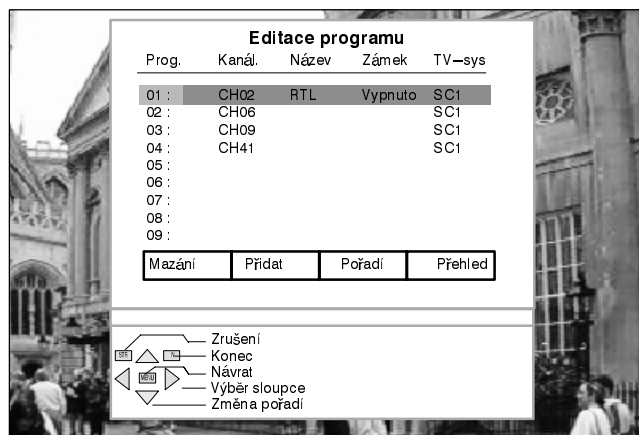 Editace programu
Prog. Kanál. Název Zámek TV–sys
01 : CH02 RTL Vypnuto SC1
02 : CH06 SC1
03 : CH09 SC1
04 : CH41 SC1
05 :
06 :
07 :
08 :
09 :
Mazání Přidat Pořadí Přehled
Zrušení
STR N Konec
Návrat
MENU
Výběr sloupce
Změna pořadí